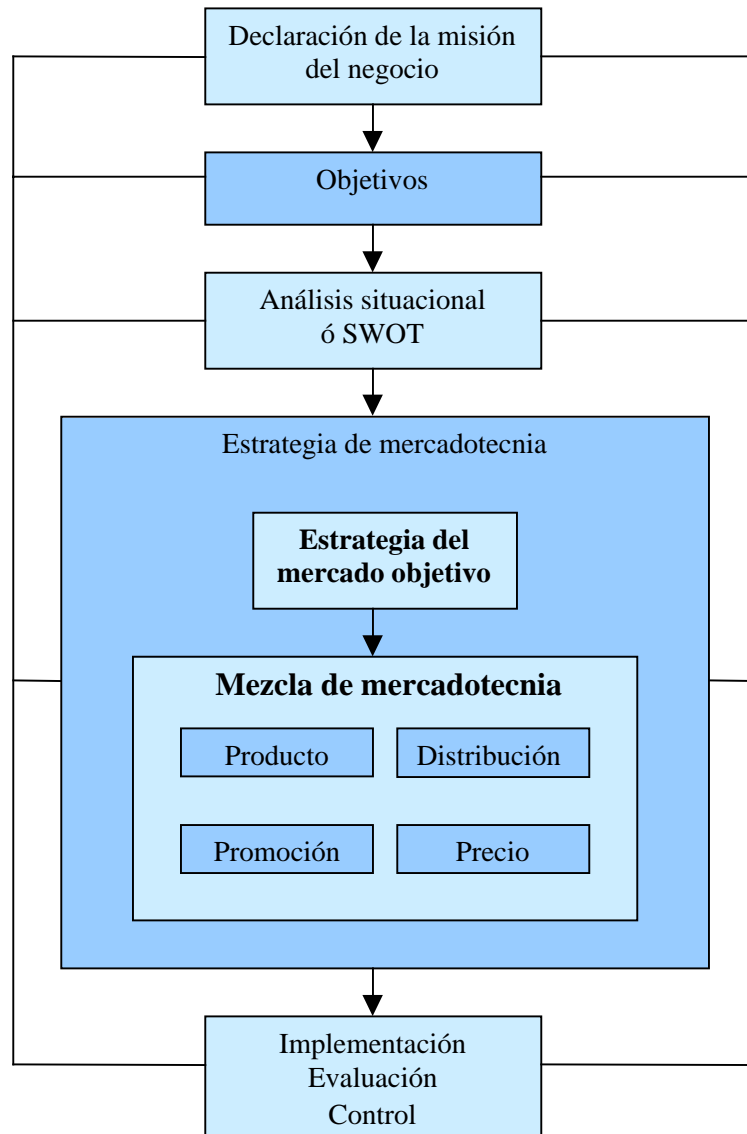 Declaración de la misión
del negocio
Objetivos
Análisis situacional
ó SWOT
Estrategia de mercadotecnia
Estrategia del
mercado objetivo
Mezcla de mercadotecnia
Producto
Distribución
Promoción
Precio
Implementación
Evaluación
Control